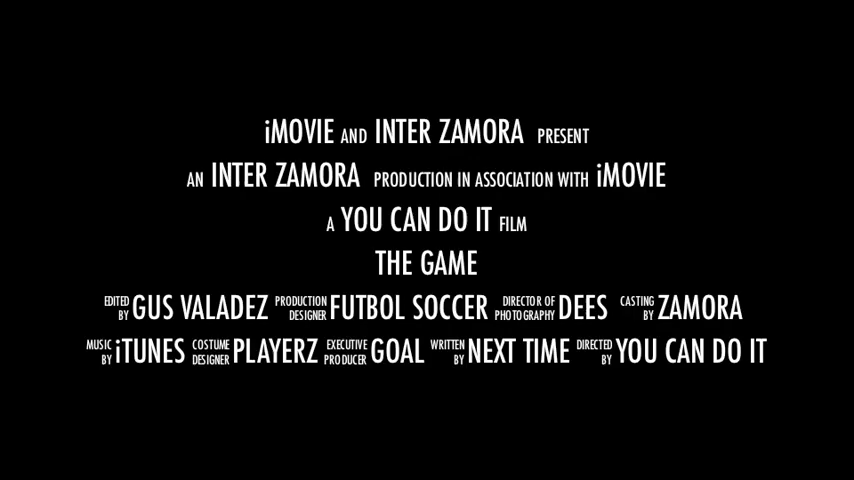 iMOVIE AND INTER ZAMORA PRESENT
AN INTER ZAMORA PRODUCTION IN ASSOCIATION WITH iMOVIE
A YOU CAN DO IT FILM
THE GAME
EDITED BY GUS VALADEZ PRODUCTION DESIGNER FUTBOL SOCCER DIRECTOR OF PHOTOGRAPHY DEES CASTING BY ZAMORA
MUSIC BY iTUNES COSTUME DESIGNER PLAYERZ EXECUTIVE PRODUCER GOAL WRITTEN BY NEXT TIME DIRECTED BY YOU CAN DO IT